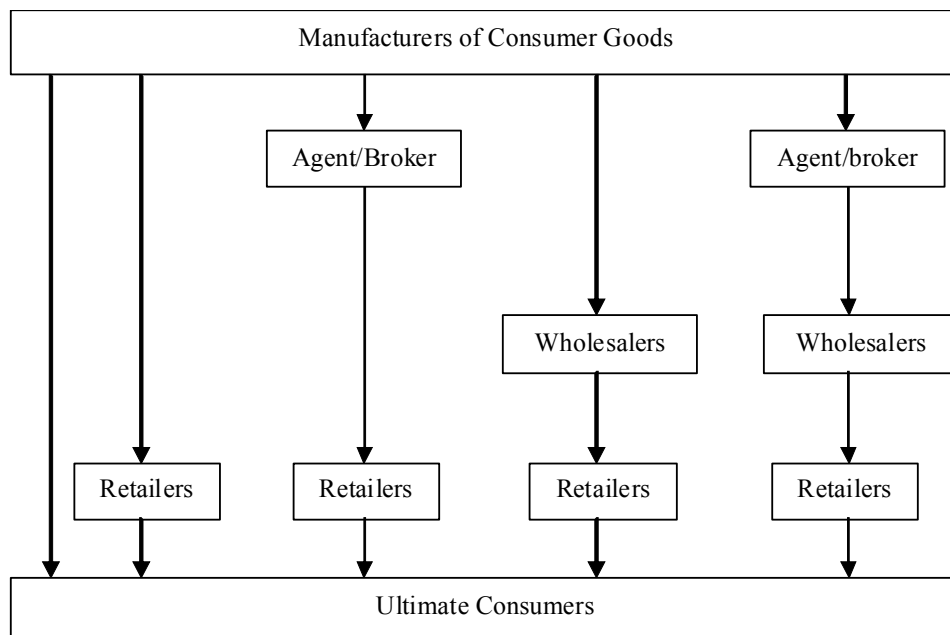 Manufacturers of Consumer Goods
Agent/Broker
Agent/broker
Wholesalers
Wholesalers
Retailers
Retailers
Retailers
Retailers
Ultimate Consumers